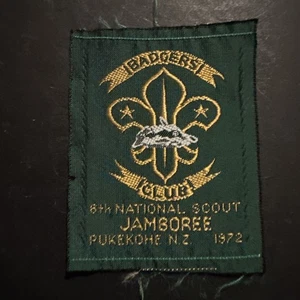 BADGERS
CLUB
8th NATIONAL SCOUT
JAMBOREE
PUKEKOHE N.Z. 1972